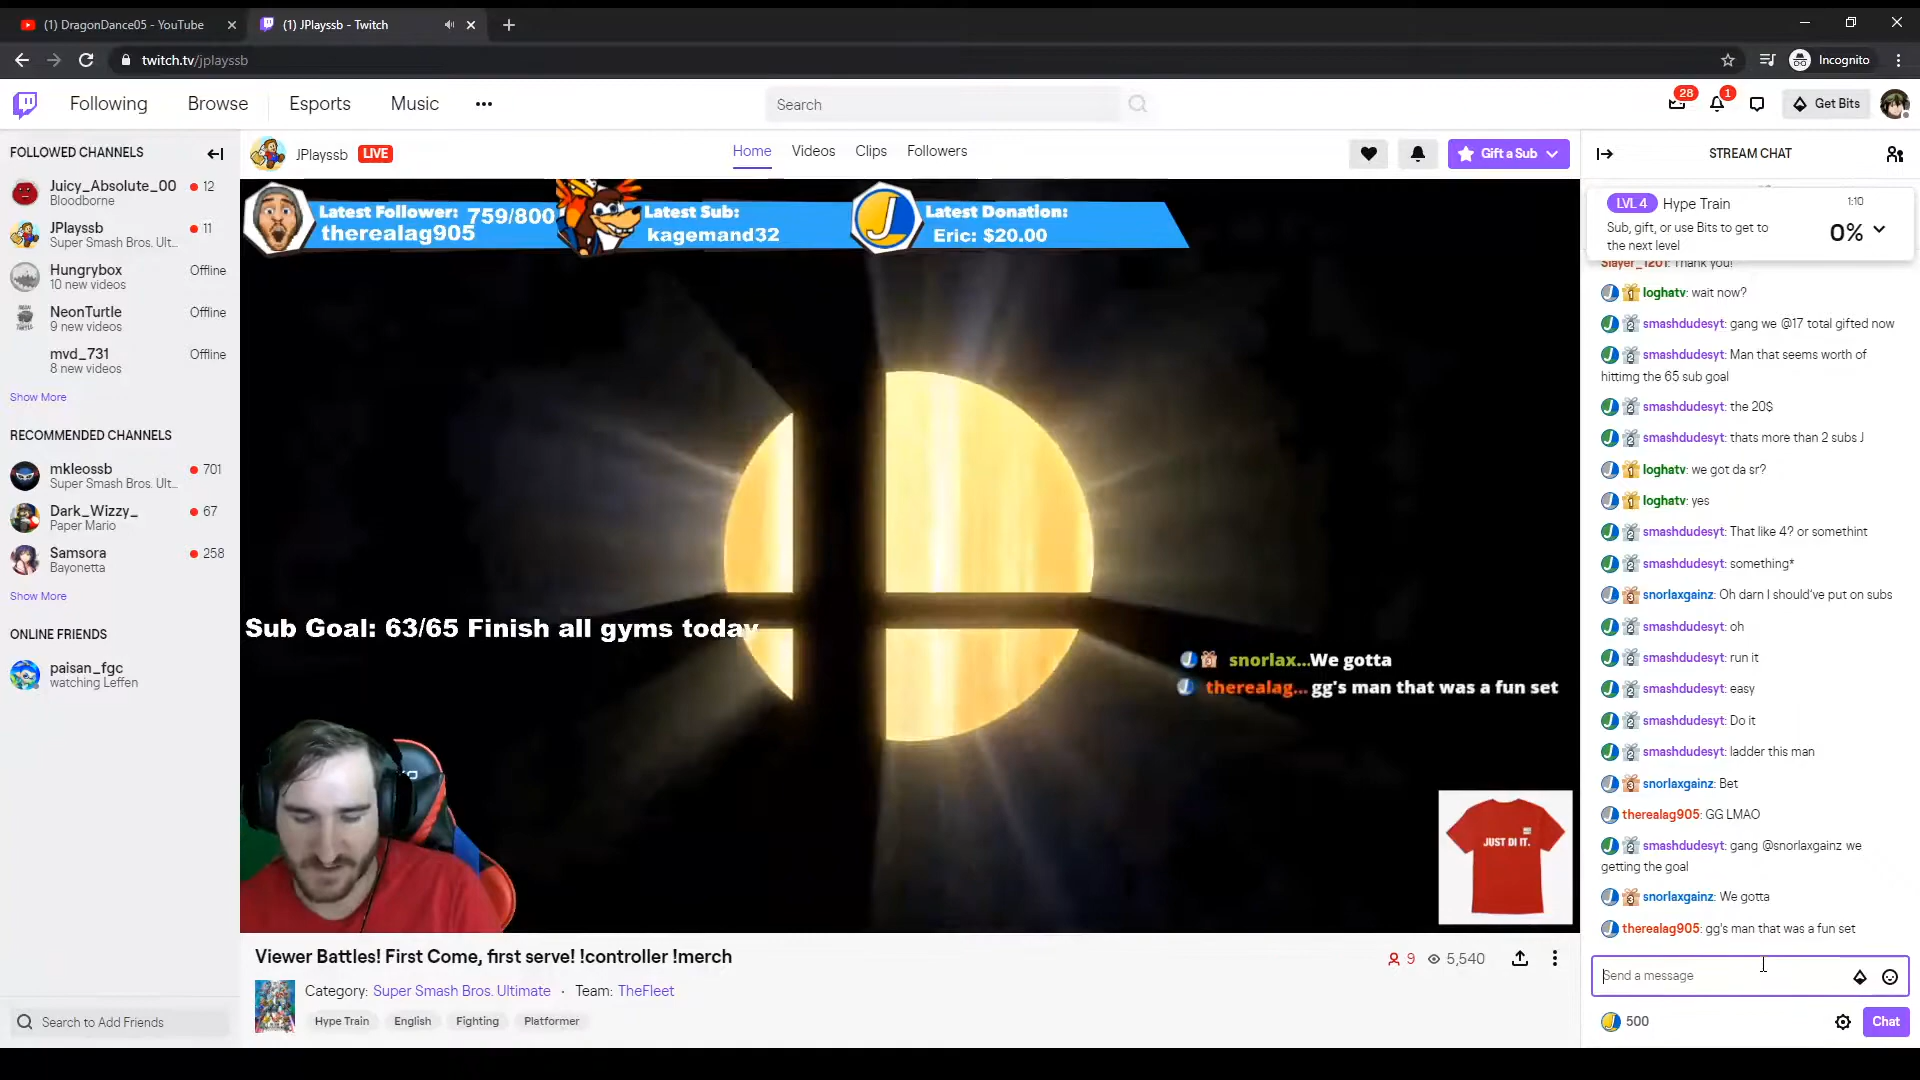 (1) DragonDance05 - YouTube
(1) JPlayssb - Twitch
twitch.tv/jplayssb
Incognito
Following
Browse
Esports
Music
Search
28
1
Get Bits
FOLLOWED CHANNELS
Juicy_Absolute_00
12
Bloodborne
JPlayssb
11
Super Smash Bros. Ult...
Hungrybox
Offline
10 new videos
NeonTurtle
Offline
9 new videos
mvd_731
Offline
8 new videos
Show More
RECOMMENDED CHANNELS
mkleossb
701
Super Smash Bros. Ult...
Dark_Wizzy_
67
Paper Mario
Samsora
258
Bayonetta
Show More
ONLINE FRIENDS
paisan_fgc
watching Leffen
Search to Add Friends
JPlayssb
LIVE
Home
Videos
Clips
Followers
Gift a Sub
Latest Follower: 759/800
therealag905
Latest Sub:
kagemand32
Latest Donation:
Eric: $20.00
Sub Goal: 63/65 Finish all gyms today
snorlax...We gotta
therealag... gg's man that was a fun set
JUST DI IT.
Viewer Battles! First Come, first serve! !controller !merch
9
5,540
Category: Super Smash Bros. Ultimate · Team: TheFleet
Hype Train
English
Fighting
Platformer
STREAM CHAT
LVL 4 Hype Train
1:10
Sub, gift, or use Bits to get to
the next level
0%
Slayer_1201: Thank you!
loghatv: wait now?
smashdudesyt: gang we @17 total gifted now
smashdudesyt: Man that seems worth of
hittimg the 65 sub goal
smashdudesyt: the 20$
smashdudesyt: thats more than 2 subs J
loghatv: we got da sr?
loghatv: yes
smashdudesyt: That like 4? or somethint
smashdudesyt: something*
snorlaxgainz: Oh darn I should've put on subs
smashdudesyt: oh
smashdudesyt: run it
smashdudesyt: easy
smashdudesyt: Do it
smashdudesyt: ladder this man
snorlaxgainz: Bet
therealag905: GG LMAO
smashdudesyt: gang @snorlaxgainz we
getting the goal
snorlaxgainz: We gotta
therealag905: gg's man that was a fun set
Send a message
500
Chat